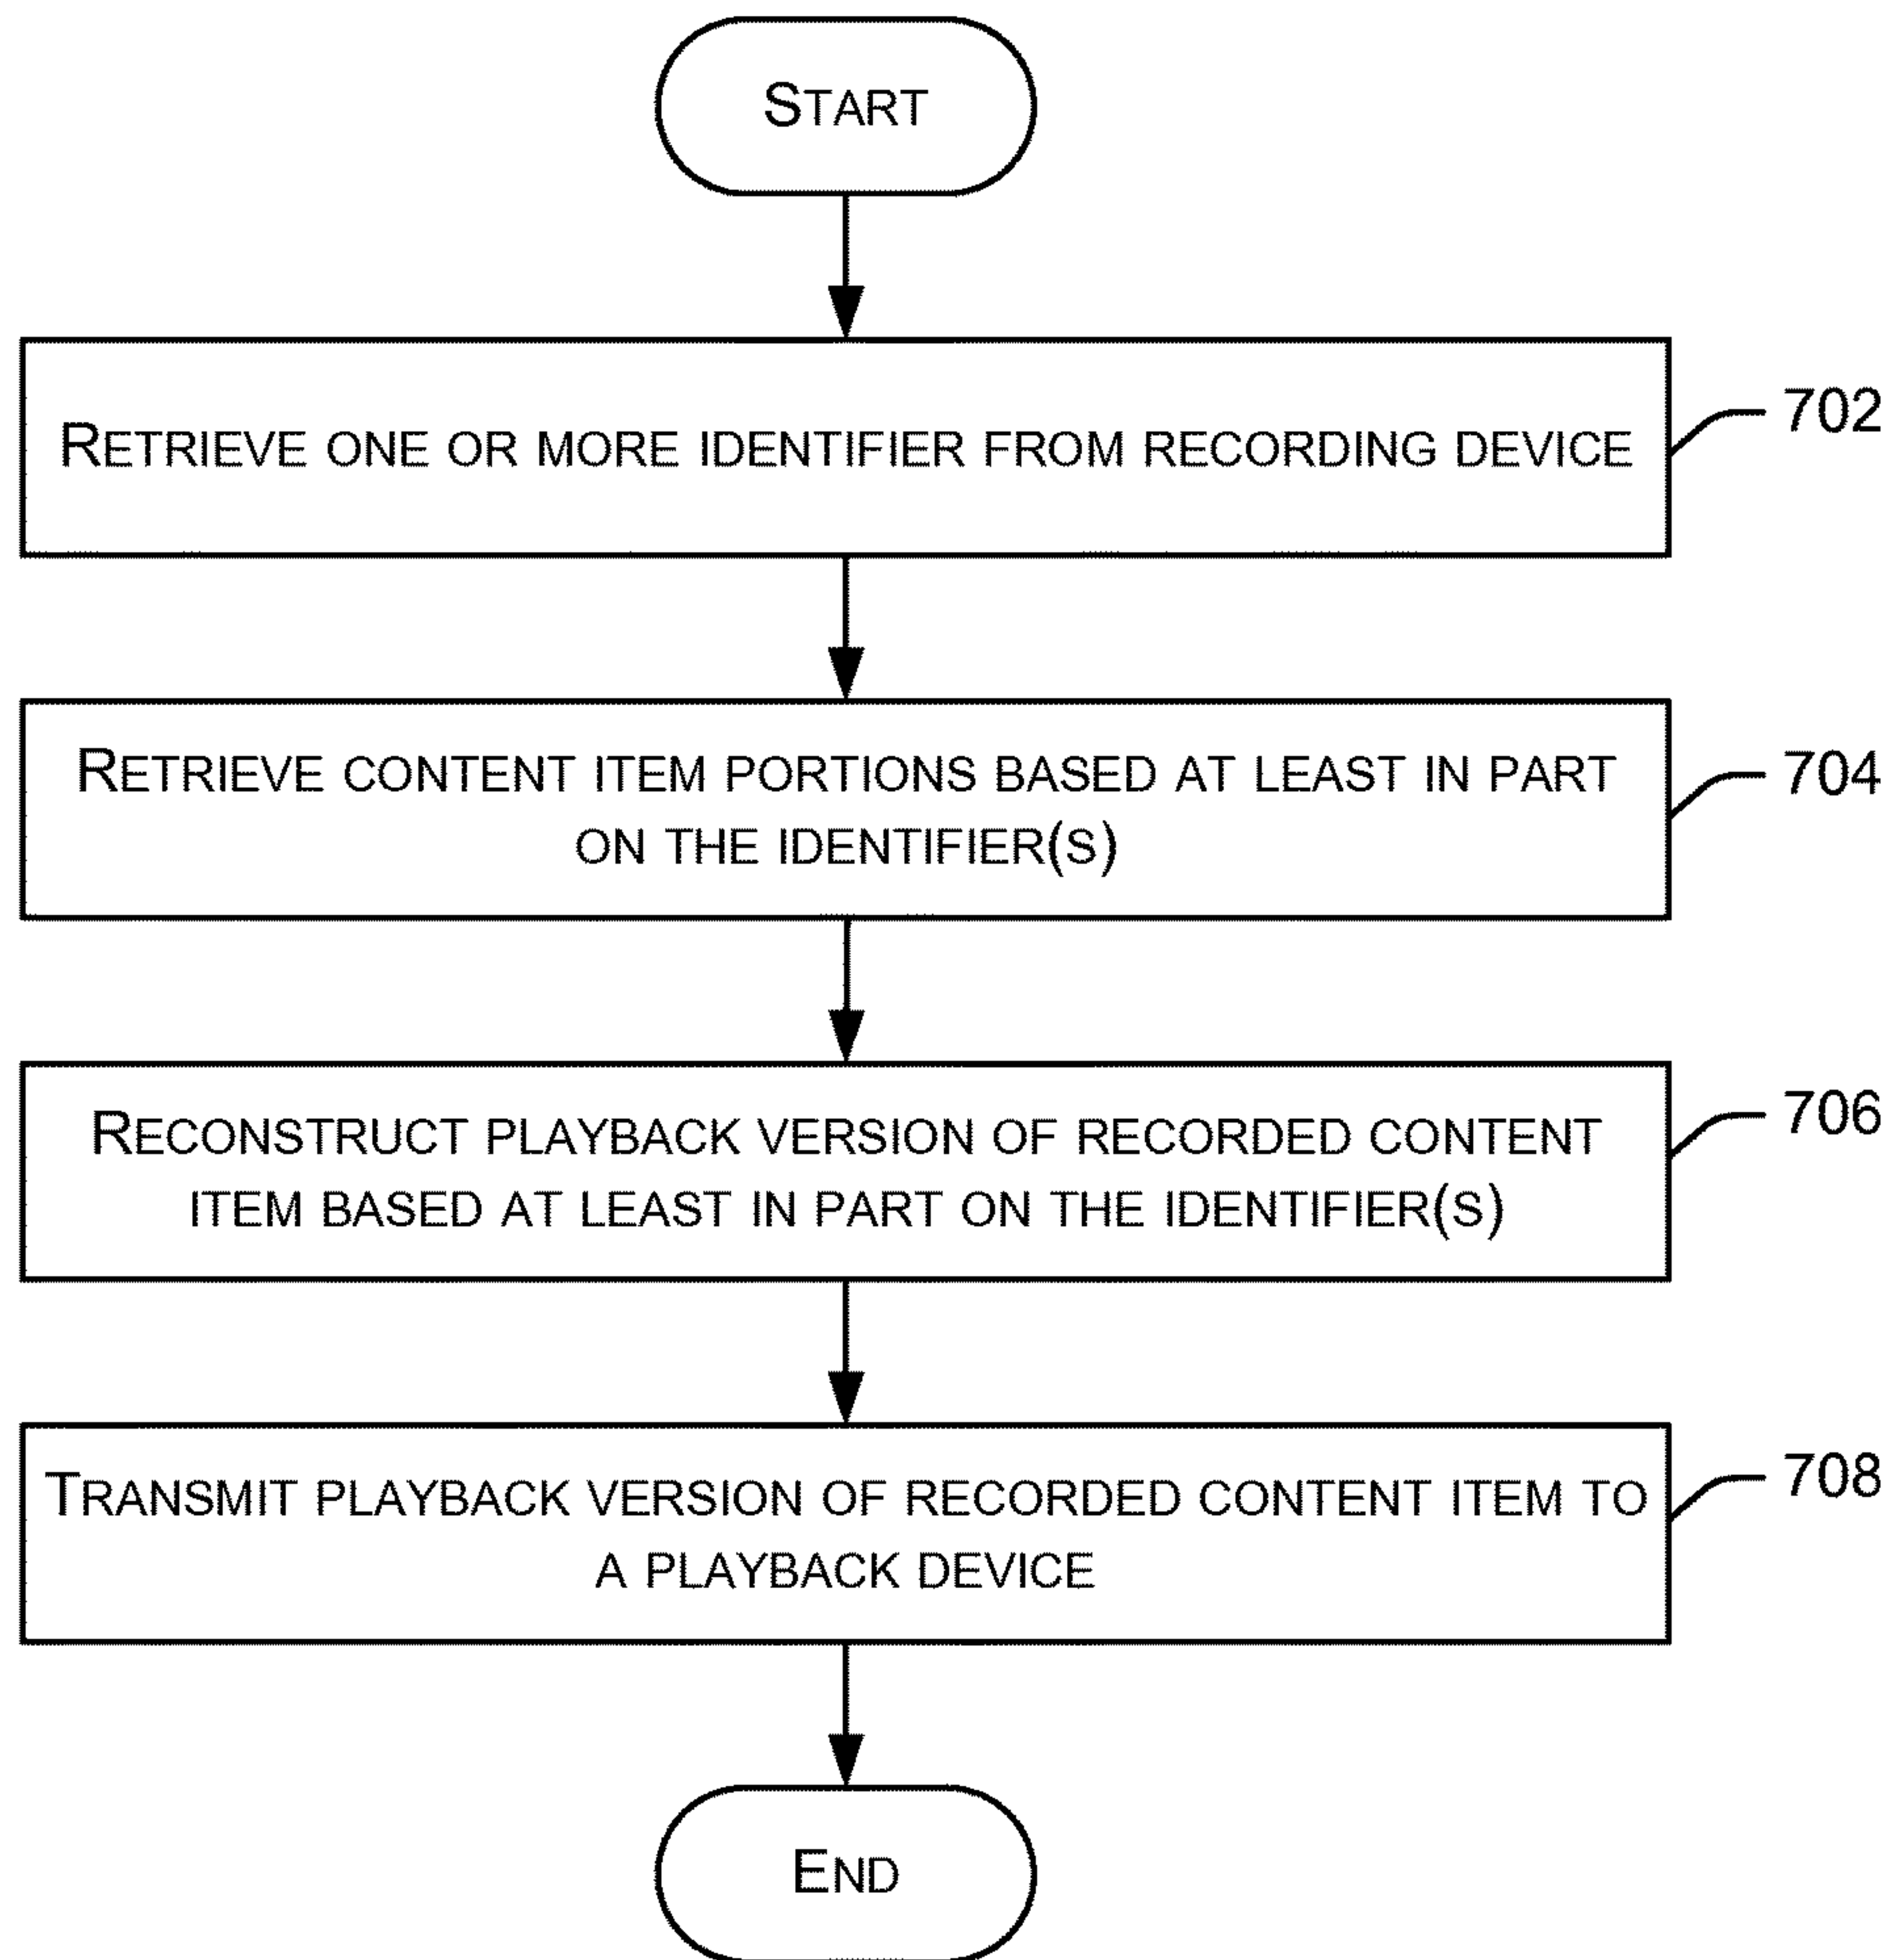 START
RETRIEVE ONE OR MORE IDENTIFIER FROM RECORDING DEVICE
702
RETRIEVE CONTENT ITEM PORTIONS BASED AT LEAST IN PART
ON THE IDENTIFIER(S)
704
RECONSTRUCT PLAYBACK VERSION OF RECORDED CONTENT
ITEM BASED AT LEAST IN PART ON THE IDENTIFIER(S)
706
TRANSMIT PLAYBACK VERSION OF RECORDED CONTENT ITEM TO
A PLAYBACK DEVICE
708
END